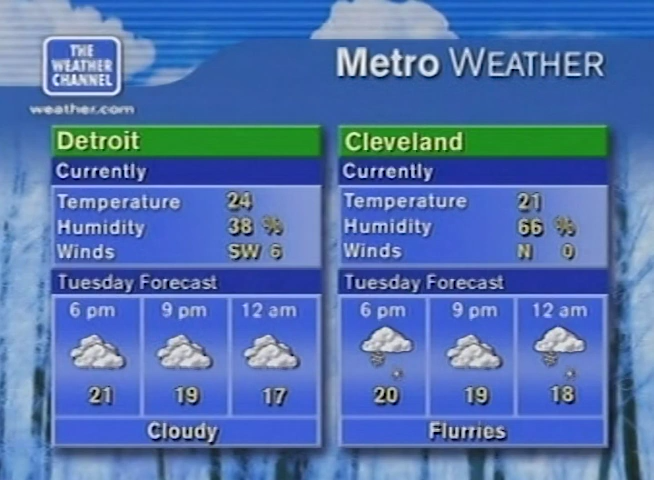 THE
WEATHER
CHANNEL
weather.com
Metro WEATHER
Detroit
Currently
Temperature 24
Humidity 38 %
Winds SW 6
Tuesday Forecast
6 pm 9 pm 12 am
21 19 17
Cloudy
Cleveland
Currently
Temperature 21
Humidity 66 %
Winds N 0
Tuesday Forecast
6 pm 9 pm 12 am
20 19 18
Flurries